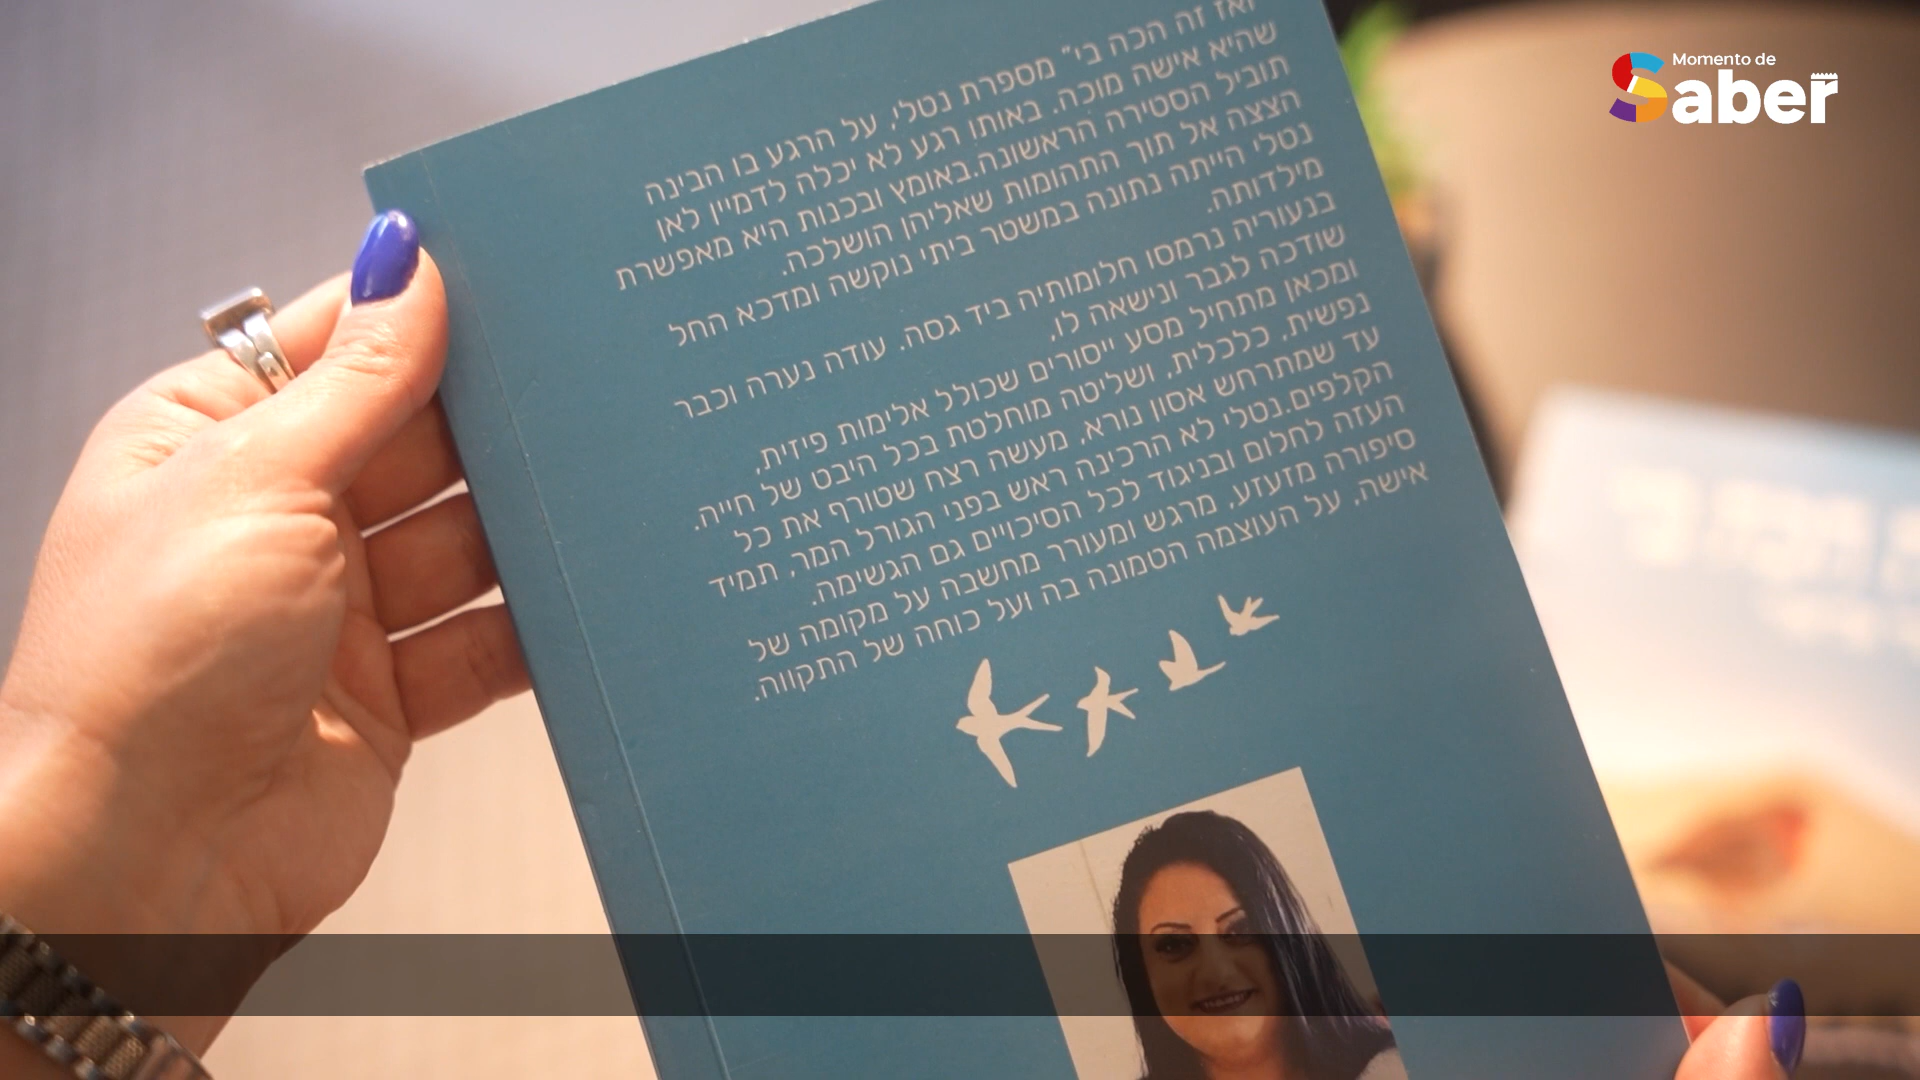 ואז זה הכה בי" מספרת נטלי, על הרגע בו הבינה
שהיא אישה מוכה. באותו רגע לא יכלה לדמיין לאן
תוביל הסטירה הראשונה.באומץ ובכנות היא מאפשרת
הצצה אל תוך התהומות שאליהן הושלכה.
נטלי הייתה נתונה במשטר ביתי נוקשה ומדכא החל
מילדותה.
בנעוריה נרמסו חלומותיה ביד גסה. עודה נערה וכבר
שודכה לגבר ונישאה לו,
ומכאן מתחיל מסע ייסורים שכולל אלימות פיזית,
נפשית, כלכלית, ושליטה מוחלטת בכל היבט של חייה.
עד שמתרחש אסון נורא, מעשה רצח שטורף את כל
הקלפים.נטלי לא הרכינה ראש בפני הגורל המר, תמיד
העזה לחלום ובניגוד לכל הסיכויים גם הגשימה.
סיפורה מזעזע, מרגש ומעורר מחשבה על מקומה של
אישה, על העוצמה הטמונה בה ועל כוחה של התקווה.
Momento de
Saber